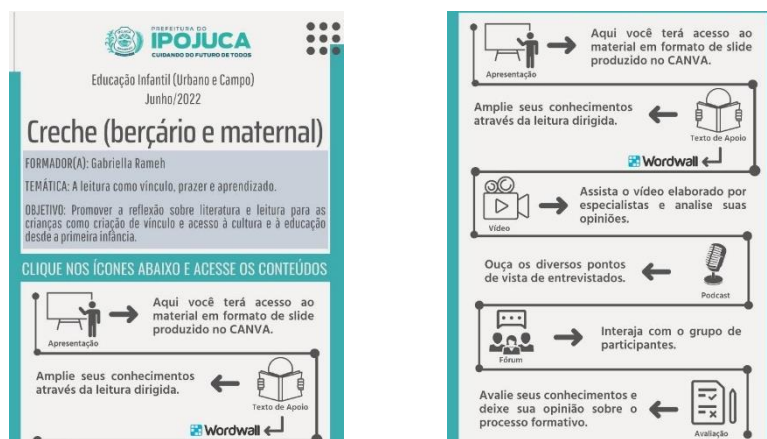 PREFEITURA DO
IPOJUCA
CUIDANDO DO FUTURO DE TODOS
Educação Infantil (Urbano e Campo)
Junho/2022
Creche (berçário e maternal)
FORMADOR(A): Gabriella Rameh
TEMÁTICA: A leitura como vínculo, prazer e aprendizado.
OBJETIVO: Promover a reflexão sobre literatura e leitura para as
crianças como criação de vínculo e acesso à cultura e à educação
desde a primeira infância.
CLIQUE NOS ÍCONES ABAIXO E ACESSE OS CONTEÚDOS
Aqui você terá acesso ao
material em formato de slide
produzido no CANVA.
Apresentação
Amplie seus conhecimentos
através da leitura dirigida.
Texto de Apoio
Wordwall
Aqui você terá acesso ao
material em formato de slide
produzido no CANVA.
Apresentação
Amplie seus conhecimentos
através da leitura dirigida.
Texto de Apoio
Wordwall
Assista o vídeo elaborado por
especialistas e analise suas
opiniões.
Vídeo
Ouça os diversos pontos
de vista de entrevistados.
Podcast
Interaja com o grupo de
participantes.
Fórum
Avalie seus conhecimentos e
deixe sua opinião sobre o
processo formativo.
Avaliação